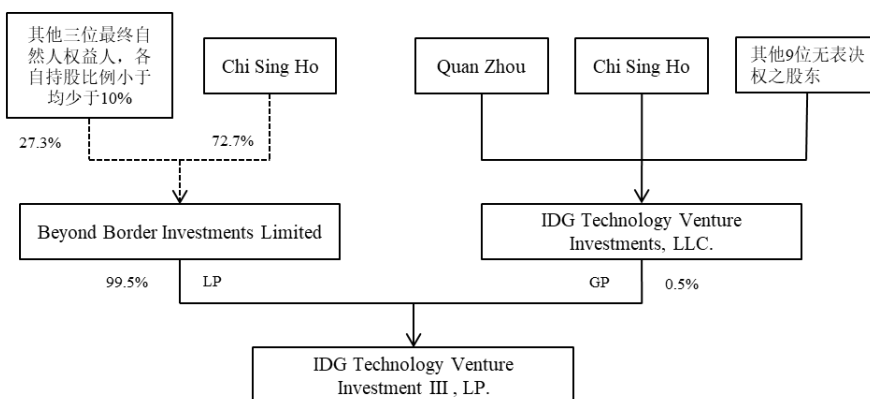 其他三位最终自
然人权益人，各
自持股比例小于
均少于10%
Chi Sing Ho
Quan Zhou
Chi Sing Ho
其他9位无表决
权之股东
27.3%
72.7%
Beyond Border Investments Limited
IDG Technology Venture
Investments, LLC.
99.5%
LP
GP
0.5%
IDG Technology Venture
Investment III , LP.